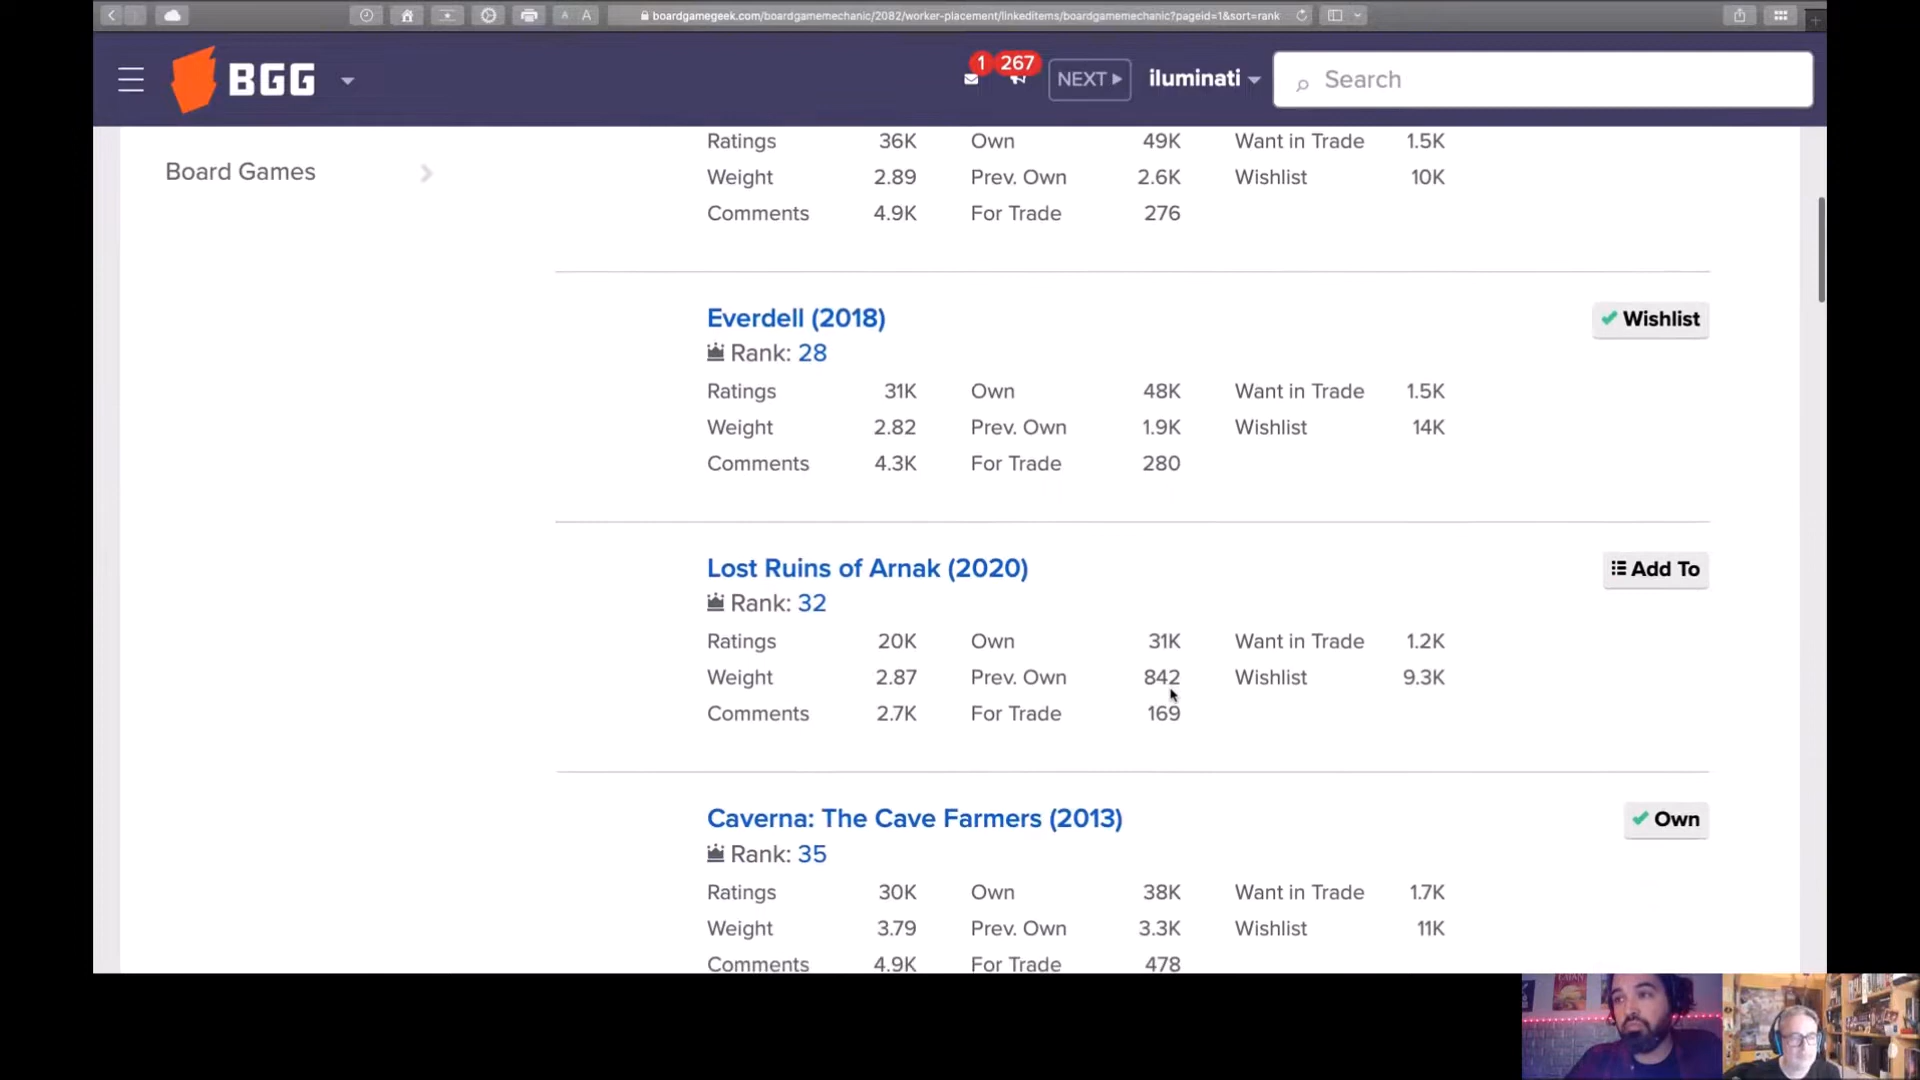 A A boardgamegeek.com/boardgamemechanic/2082/worker-placement/linkeditems/boardgamemechanic?pageid=1&sort=rank
BGG 1 267 NEXT iluminati Search
Board Games
Ratings 36K Own 49K Want in Trade 1.5K
Weight 2.89 Prev. Own 2.6K Wishlist 10K
Comments 4.9K For Trade 276
Everdell (2018) Wishlist
Rank: 28
Ratings 31K Own 48K Want in Trade 1.5K
Weight 2.82 Prev. Own 1.9K Wishlist 14K
Comments 4.3K For Trade 280
Lost Ruins of Arnak (2020) Add To
Rank: 32
Ratings 20K Own 31K Want in Trade 1.2K
Weight 2.87 Prev. Own 842 Wishlist 9.3K
Comments 2.7K For Trade 169
Caverna: The Cave Farmers (2013) Own
Rank: 35
Ratings 30K Own 38K Want in Trade 1.7K
Weight 3.79 Prev. Own 3.3K Wishlist 11K
Comments 4.9K For Trade 478
CATAN